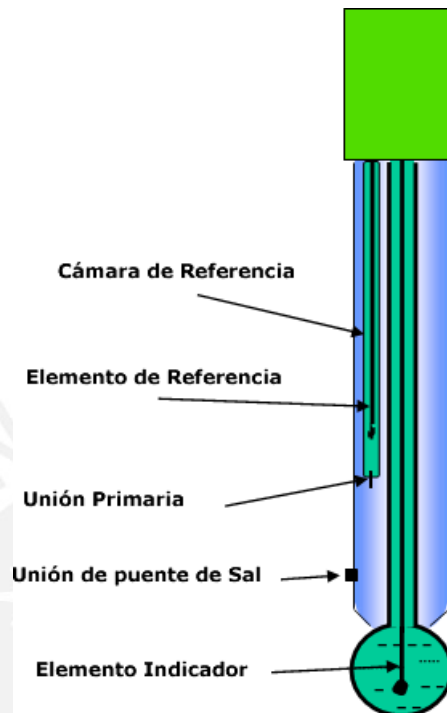 Cámara de Referencia
Elemento de Referencia
Unión Primaria
Unión de puente de Sal
Elemento Indicador